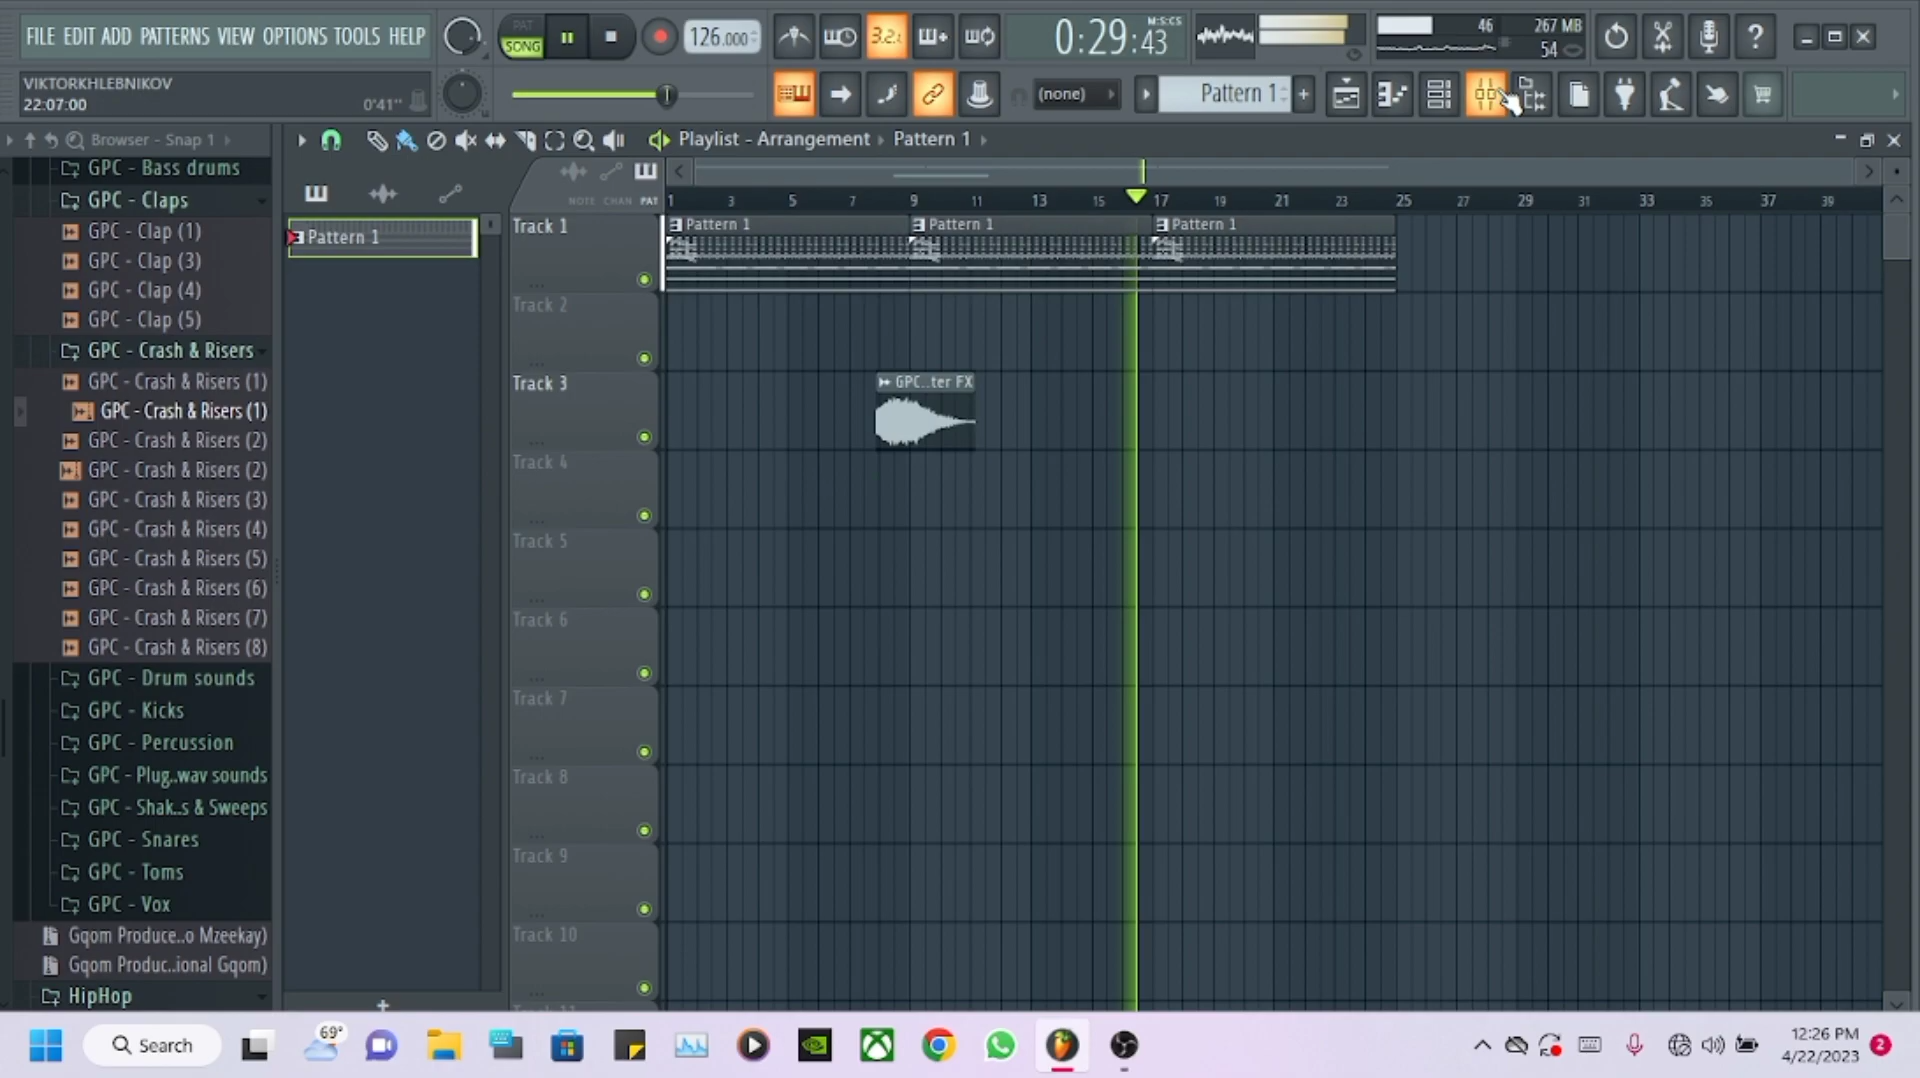 FILE EDIT ADD PATTERNS VIEW OPTIONS TOOLS HELP
PAT
SONG
126.000
3.2.
0:29:43
M:S:CS
46
267 MB
54
VIKTORKHLEBNIKOV
22:07:00
0'41"
(none)
Pattern 1
Browser - Snap 1
Playlist - Arrangement
Pattern 1
NOTE CHAN PAT
1 3 5 7 9 11 13 15 17 19 21 23 25 27 29 31 33 35 37 39
GPC - Bass drums
GPC - Claps
GPC - Clap (1)
GPC - Clap (3)
GPC - Clap (4)
GPC - Clap (5)
GPC - Crash & Risers
GPC - Crash & Risers (1)
GPC - Crash & Risers (1)
GPC - Crash & Risers (2)
GPC - Crash & Risers (2)
GPC - Crash & Risers (3)
GPC - Crash & Risers (4)
GPC - Crash & Risers (5)
GPC - Crash & Risers (6)
GPC - Crash & Risers (7)
GPC - Crash & Risers (8)
GPC - Drum sounds
GPC - Kicks
GPC - Percussion
GPC - Plug..wav sounds
GPC - Shak..s & Sweeps
GPC - Snares
GPC - Toms
GPC - Vox
Gqom Produce..o Mzeekay)
Gqom Produc..ional Gqom)
HipHop
Pattern 1
Track 1
Pattern 1
Pattern 1
Pattern 1
Track 2
Track 3
GPC..ter FX
Track 4
Track 5
Track 6
Track 7
Track 8
Track 9
Track 10
69°
Search
12:26 PM
4/22/2023
2